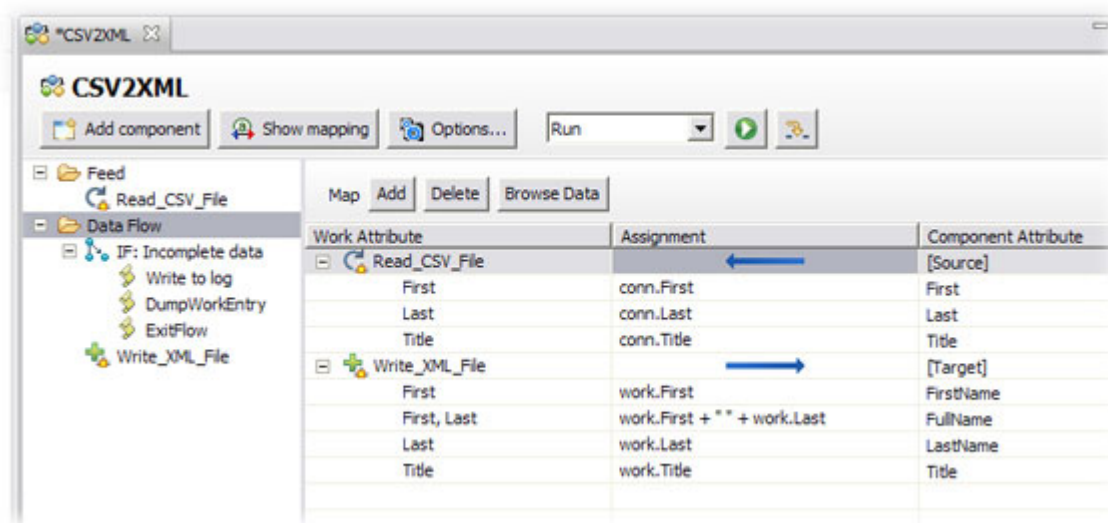 *CSV2XML
CSV2XML
Add component Show mapping Options... Run
Feed
Read_CSV_File
Data Flow
IF: Incomplete data
Write to log
DumpWorkEntry
ExitFlow
Write_XML_File
Map Add Delete Browse Data
Work Attribute Assignment Component Attribute
Read_CSV_File [Source]
First conn.First First
Last conn.Last Last
Title conn.Title Title
Write_XML_File [Target]
First work.First FirstName
First, Last work.First + " " + work.Last FullName
Last work.Last LastName
Title work.Title Title